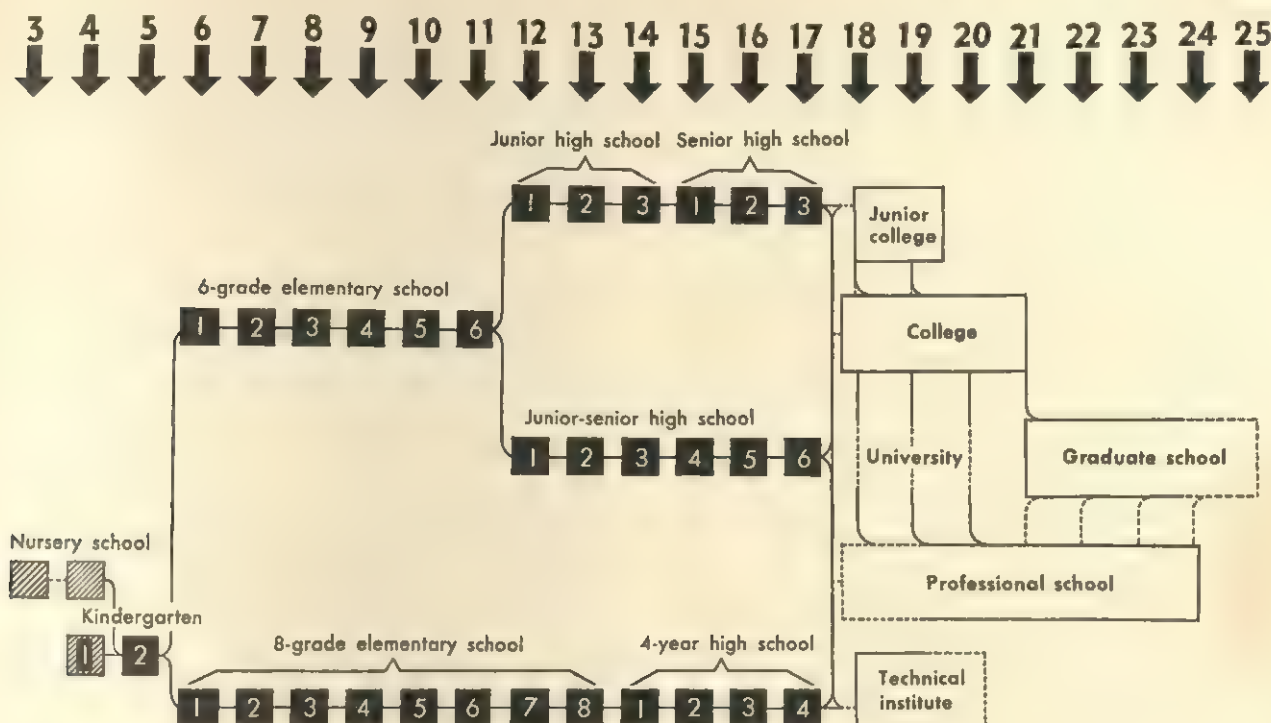 3 4 5 6 7 8 9 10 11 12 13 14 15 16 17 18 19 20 21 22 23 24 25
Junior high school
Senior high school
1 2 3 1 2 3
Junior
college
6-grade elementary school
1 2 3 4 5 6
College
Junior-senior high school
1 2 3 4 5 6
University
Graduate school
Nursery school
Professional school
Kindergarten
1 2
8-grade elementary school
4-year high school
1 2 3 4 5 6 7 8 1 2 3 4
Technical
institute